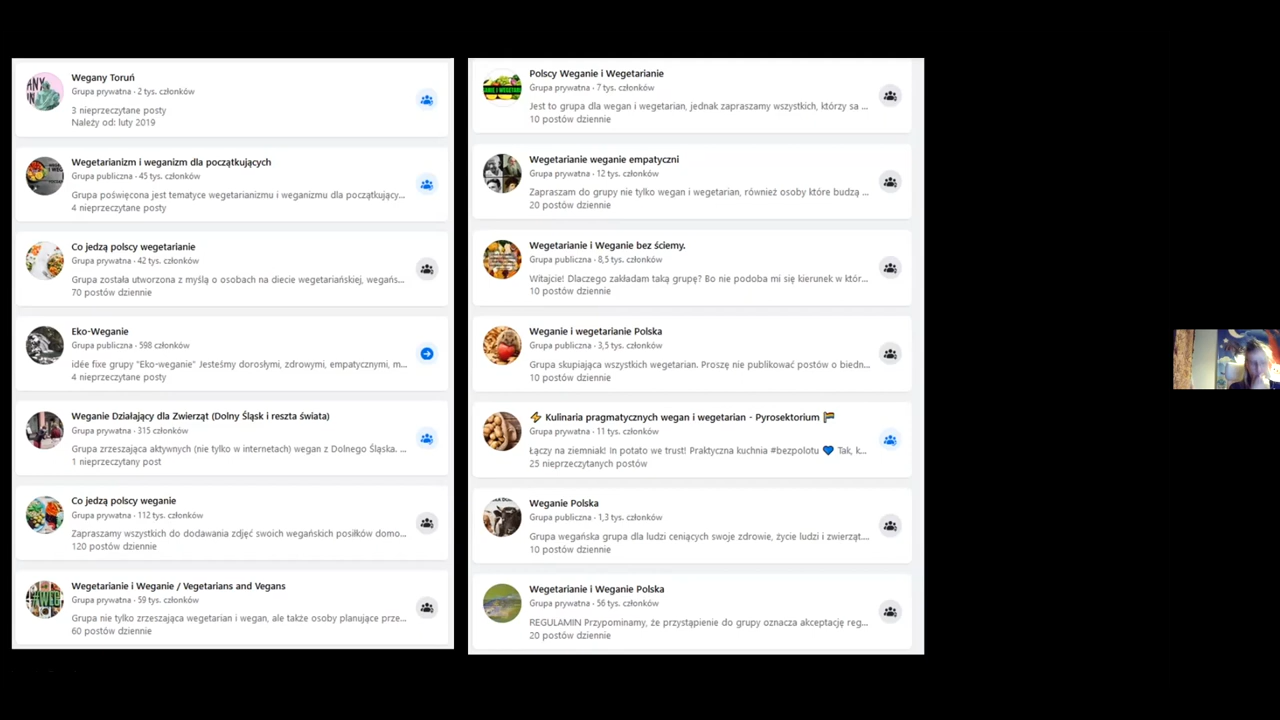 Wegany Toruń
Grupa prywatna · 2 tys. członków
3 nieprzeczytane posty
Należy od: luty 2019
Wegetarianizm i weganizm dla początkujących
Grupa publiczna · 45 tys. członków
Grupa poświęcona jest tematyce wegetarianizmu i weganizmu dla początkujący...
4 nieprzeczytane posty
Co jedzą polscy wegetarianie
Grupa prywatna · 42 tys. członków
Grupa została utworzona z myślą o osobach na diecie wegetariańskiej, wegańs...
70 postów dziennie
Eko-Weganie
Grupa publiczna · 598 członków
idée fixe grupy "Eko-weganie" Jesteśmy dorosłymi, zdrowymi, empatycznymi, m...
4 nieprzeczytane posty
Weganie Działający dla Zwierząt (Dolny Śląsk i reszta świata)
Grupa prywatna · 315 członków
Grupa zrzeszająca aktywnych (nie tylko w internetach) wegan z Dolnego Śląska. ...
1 nieprzeczytany post
Co jedzą polscy weganie
Grupa prywatna · 112 tys. członków
Zapraszamy wszystkich do dodawania zdjęć swoich wegańskich posiłków domo...
120 postów dziennie
Wegetarianie i Weganie / Vegetarians and Vegans
Grupa prywatna · 59 tys. członków
Grupa nie tylko zrzeszająca wegetarian i wegan, ale także osoby planujące prze...
60 postów dziennie
Polscy Weganie i Wegetarianie
Grupa prywatna · 7 tys. członków
Jest to grupa dla wegan i wegetarian, jednak zapraszamy wszystkich, którzy sa ...
10 postów dziennie
Wegetarianie weganie empatyczni
Grupa prywatna · 12 tys. członków
Zapraszam do grupy nie tylko wegan i wegetarian, również osoby które budzą ...
20 postów dziennie
Wegetarianie i Weganie bez ściemy.
Grupa publiczna · 8,5 tys. członków
Witajcie! Dlaczego zakładam taką grupę? Bo nie podoba mi się kierunek w któr...
10 postów dziennie
Weganie i wegetarianie Polska
Grupa publiczna · 3,5 tys. członków
Grupa skupiająca wszystkich wegetarian. Proszę nie publikować postów o biedn...
10 postów dziennie
⚡ Kulinaria pragmatycznych wegan i wegetarian - Pyrosektorium 🏳️‍🌈
Grupa prywatna · 11 tys. członków
Łączy na ziemniak! In potato we trust! Praktyczna kuchnia #bezpolotu 💙 Tak, k...
25 nieprzeczytanych postów
Weganie Polska
Grupa publiczna · 1,3 tys. członków
Grupa wegańska grupa dla ludzi ceniących swoje zdrowie, życie ludzi i zwierząt....
10 postów dziennie
Wegetarianie i Weganie Polska
Grupa prywatna · 56 tys. członków
REGULAMIN Przypominamy, że przystąpienie do grupy oznacza akceptację reg...
20 postów dziennie